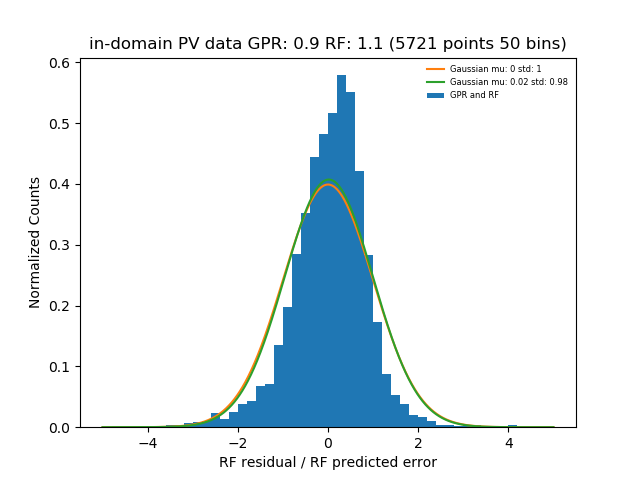 in-domain PV data GPR: 0.9 RF: 1.1 (5721 points 50 bins)
Gaussian mu: 0 std: 1
Gaussian mu: 0.02 std: 0.98
GPR and RF
Normalized Counts
0.6
0.5
0.4
0.3
0.2
0.1
0.0
−4 −2 0 2 4
RF residual / RF predicted error